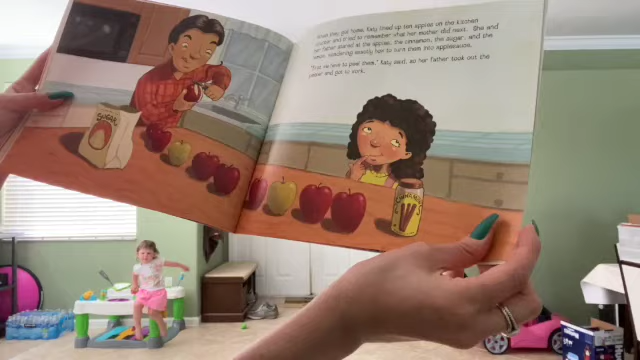 When they got home, Katy lined up ten apples on the kitchen
counter and tried to remember what her mother did next. She and
her father stared at the apples, the cinnamon, the sugar, and the
lemon, wondering exactly how to turn them into applesauce.
"First we have to peel them," Katy said, so her father took out the
peeler and got to work.
SUGAR
CINNAMON